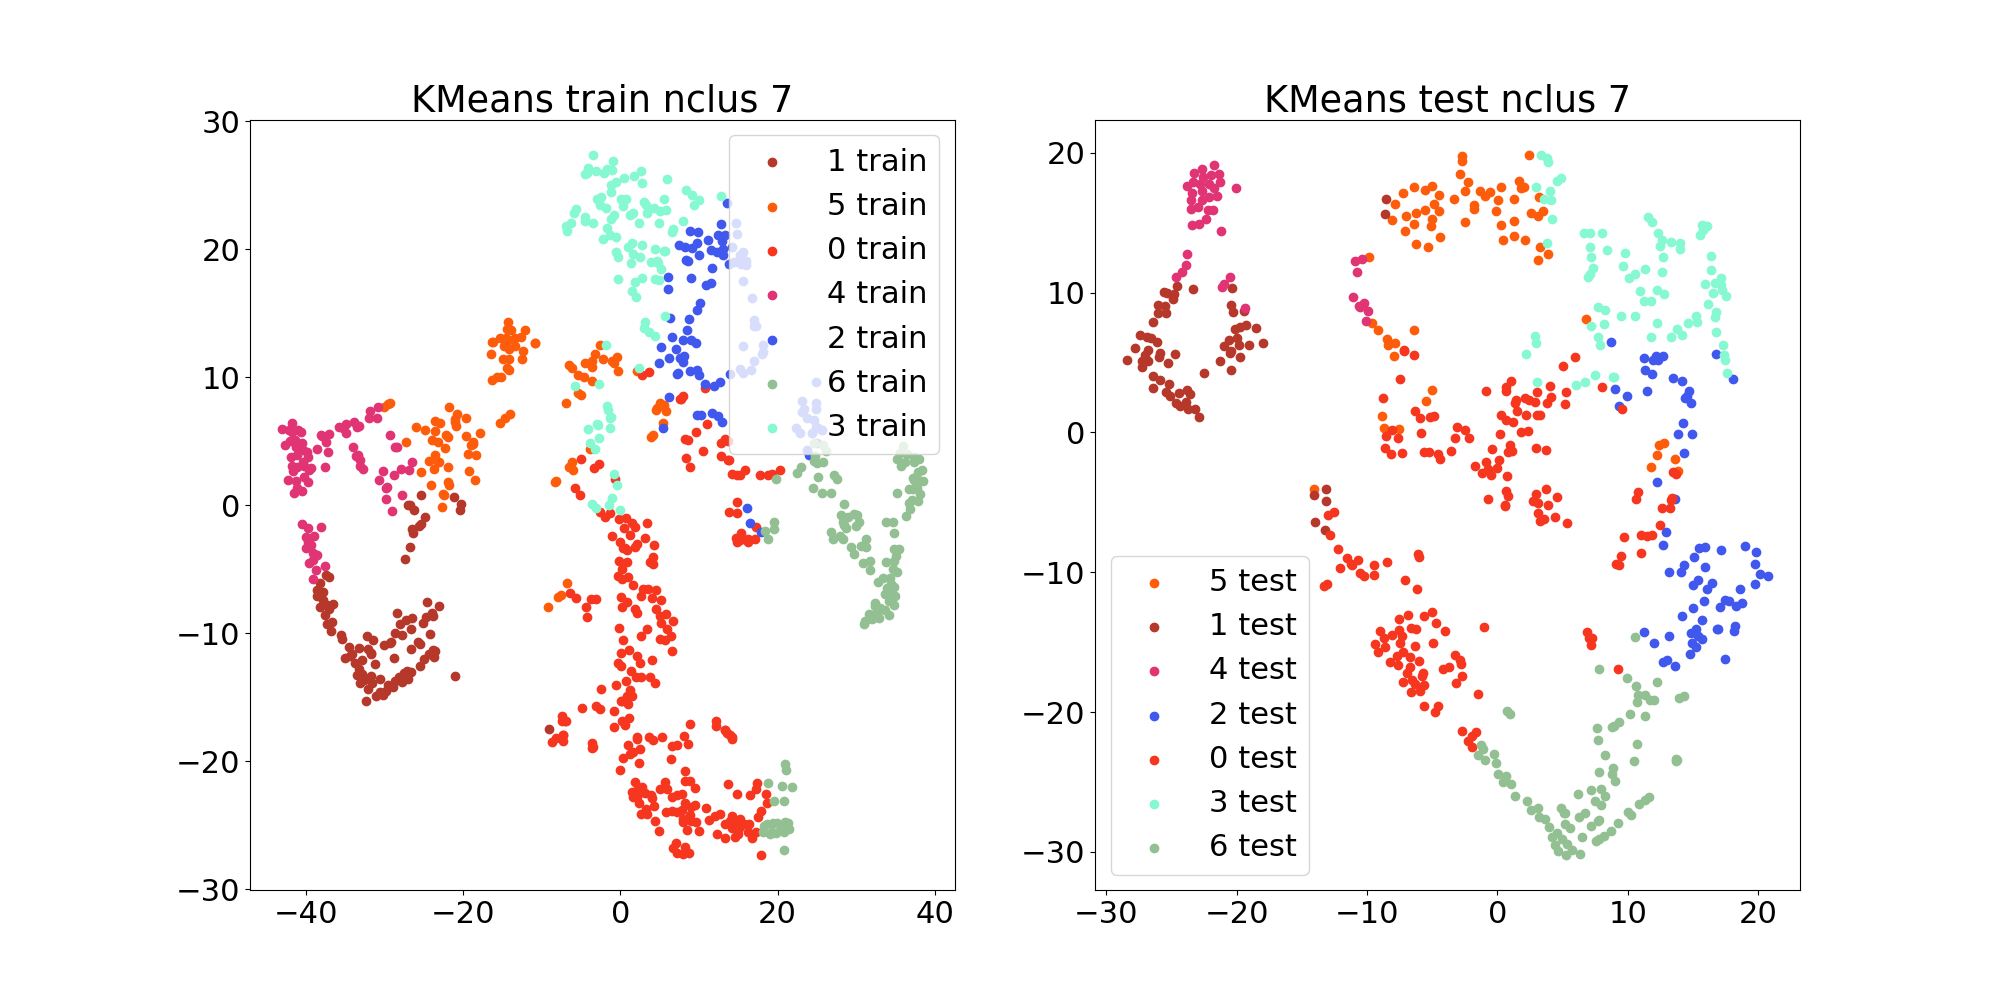 KMeans train nclus 7
30
20
10
0
−10
−20
−30
−40
−20
0
20
40
1 train
5 train
0 train
4 train
2 train
6 train
3 train
KMeans test nclus 7
20
10
0
−10
−20
−30
−30
−20
−10
0
10
20
5 test
1 test
4 test
2 test
0 test
3 test
6 test